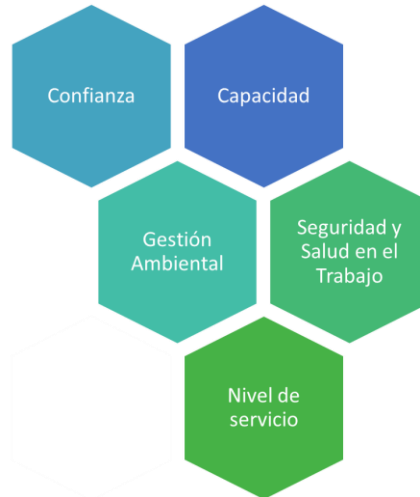 Confianza
Capacidad
Gestión
Ambiental
Seguridad y
Salud en el
Trabajo
Nivel de
servicio